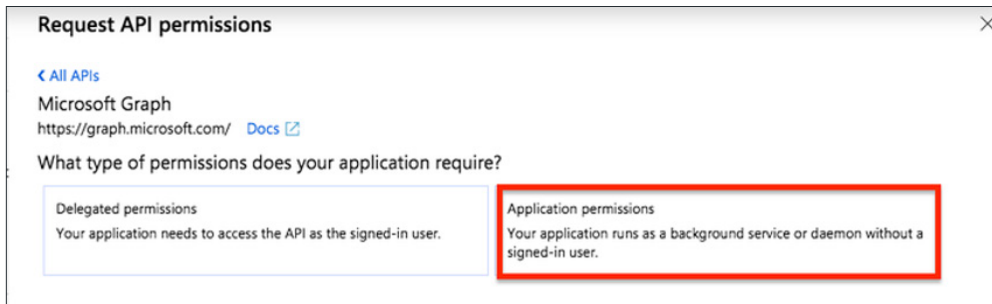 Request API permissions
All APIs
Microsoft Graph
https://graph.microsoft.com/ Docs
What type of permissions does your application require?
Delegated permissions
Your application needs to access the API as the signed-in user.
Application permissions
Your application runs as a background service or daemon without a
signed-in user.